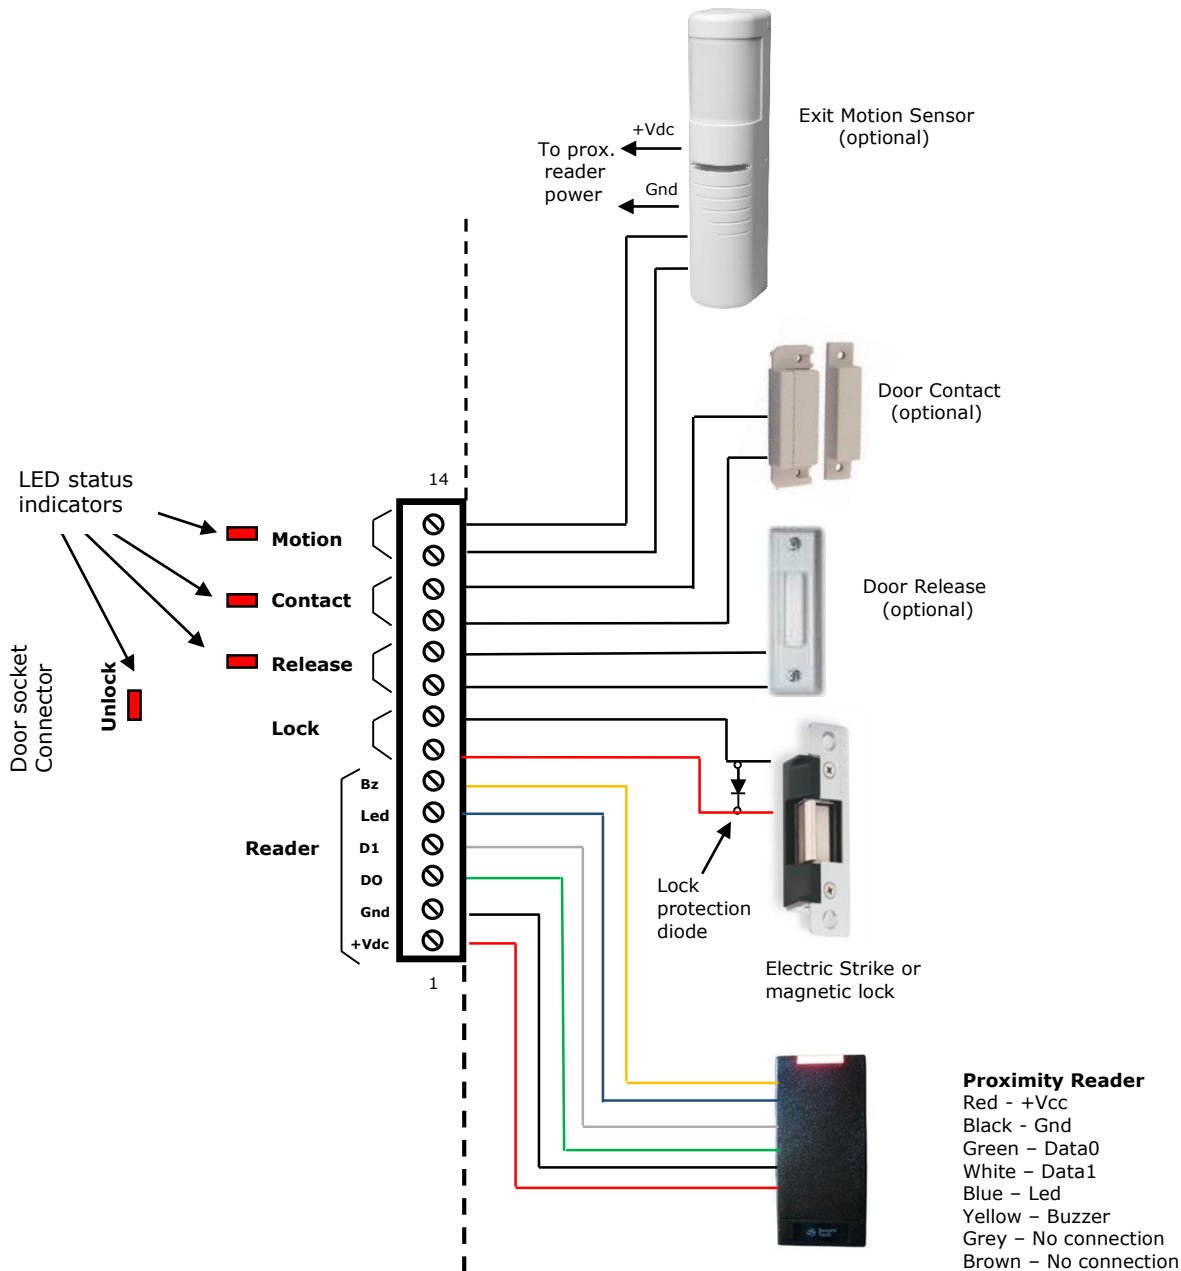 Exit Motion Sensor
(optional)
+Vdc
To prox.
reader
power
Gnd
Door Contact
(optional)
LED status
indicators
14
Motion
Contact
Release
Unlock
Door socket
Connector
Lock
Door Release
(optional)
Reader
Bz
Led
D1
DO
Gnd
+Vdc
1
Lock
protection
diode
Electric Strike or
magnetic lock
Proximity Reader
Red - +Vcc
Black - Gnd
Green – Data0
White – Data1
Blue – Led
Yellow – Buzzer
Grey – No connection
Brown – No connection
Secure
Tech